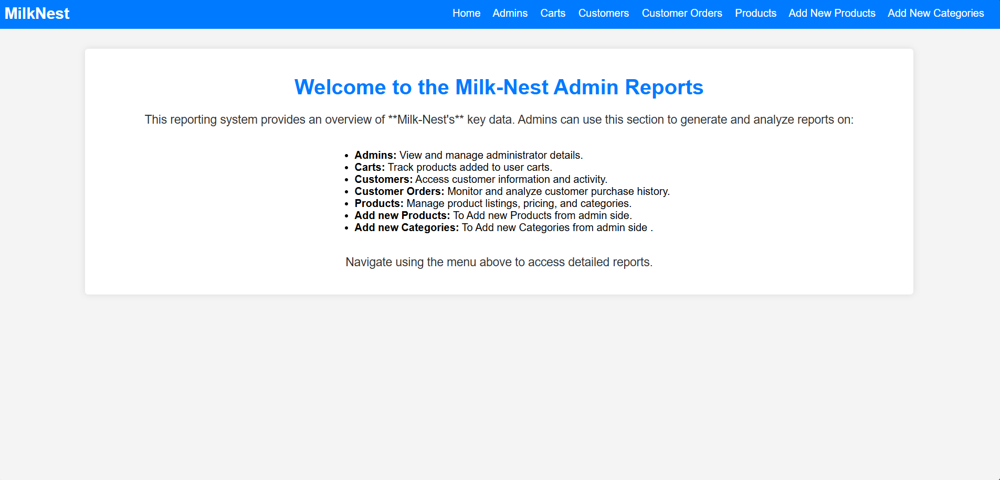 MilkNest
Home Admins Carts Customers Customer Orders Products Add New Products Add New Categories
Welcome to the Milk-Nest Admin Reports
This reporting system provides an overview of **Milk-Nest's** key data. Admins can use this section to generate and analyze reports on:
• Admins: View and manage administrator details.
• Carts: Track products added to user carts.
• Customers: Access customer information and activity.
• Customer Orders: Monitor and analyze customer purchase history.
• Products: Manage product listings, pricing, and categories.
• Add new Products: To Add new Products from admin side.
• Add new Categories: To Add new Categories from admin side .
Navigate using the menu above to access detailed reports.